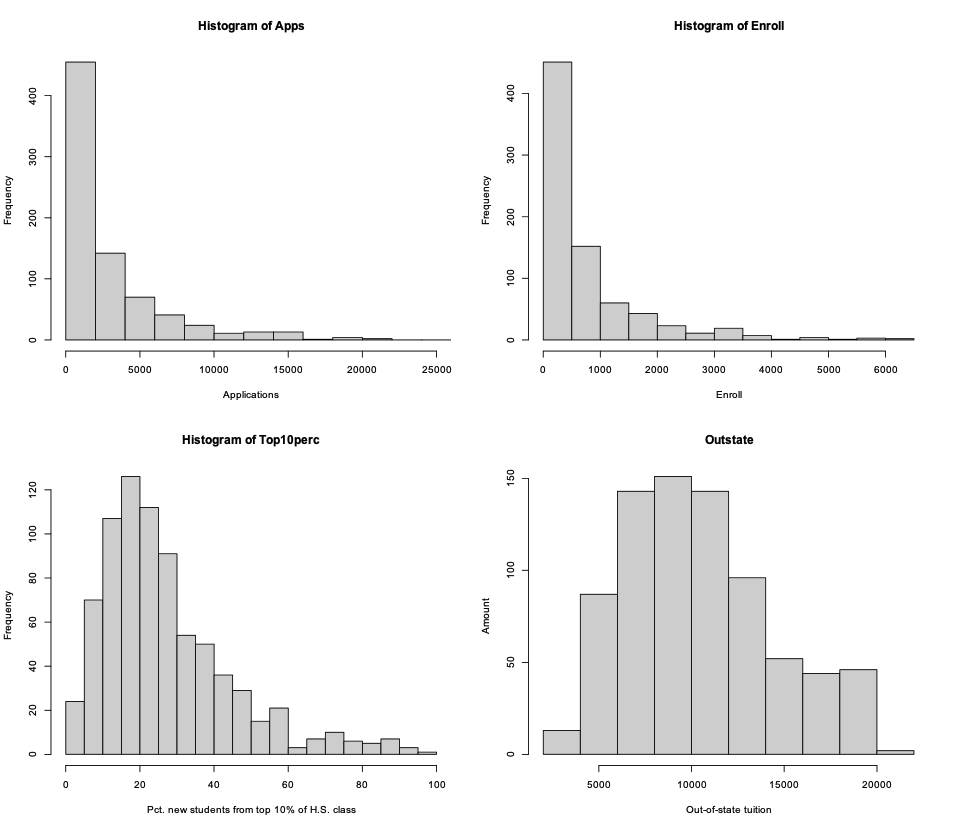 Histogram of Apps
Frequency
0 100 200 300 400
0 5000 10000 15000 20000 25000
Applications
Histogram of Enroll
Frequency
0 100 200 300 400
0 1000 2000 3000 4000 5000 6000
Enroll
Histogram of Top10perc
Frequency
0 20 40 60 80 100 120
0 20 40 60 80 100
Pct. new students from top 10% of H.S. class
Outstate
Amount
0 50 100 150
5000 10000 15000 20000
Out-of-state tuition